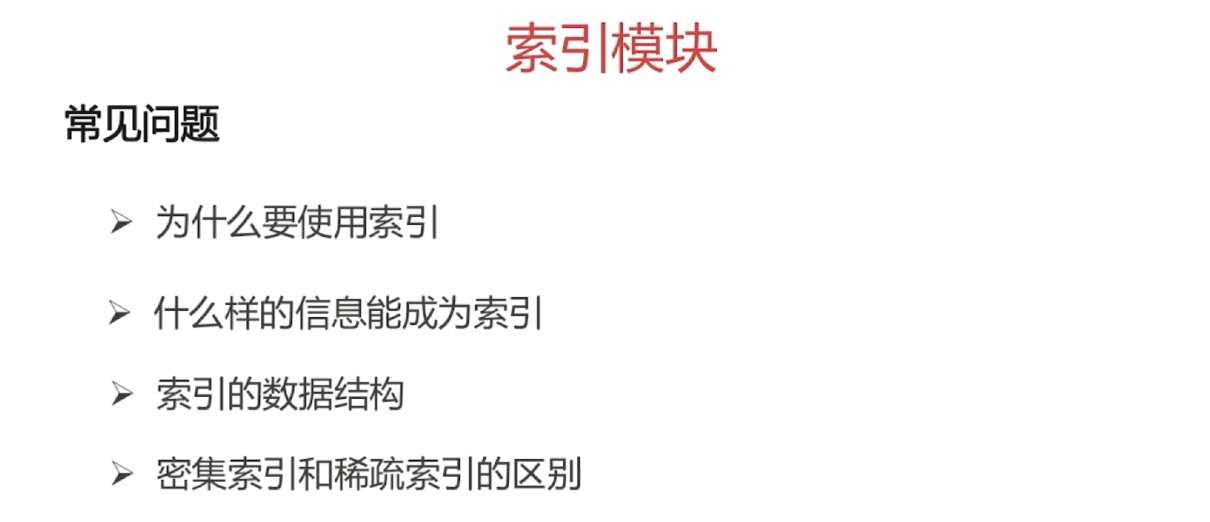 索引模块
常见问题
为什么要使用索引
什么样的信息能成为索引
索引的数据结构
密集索引和稀疏索引的区别